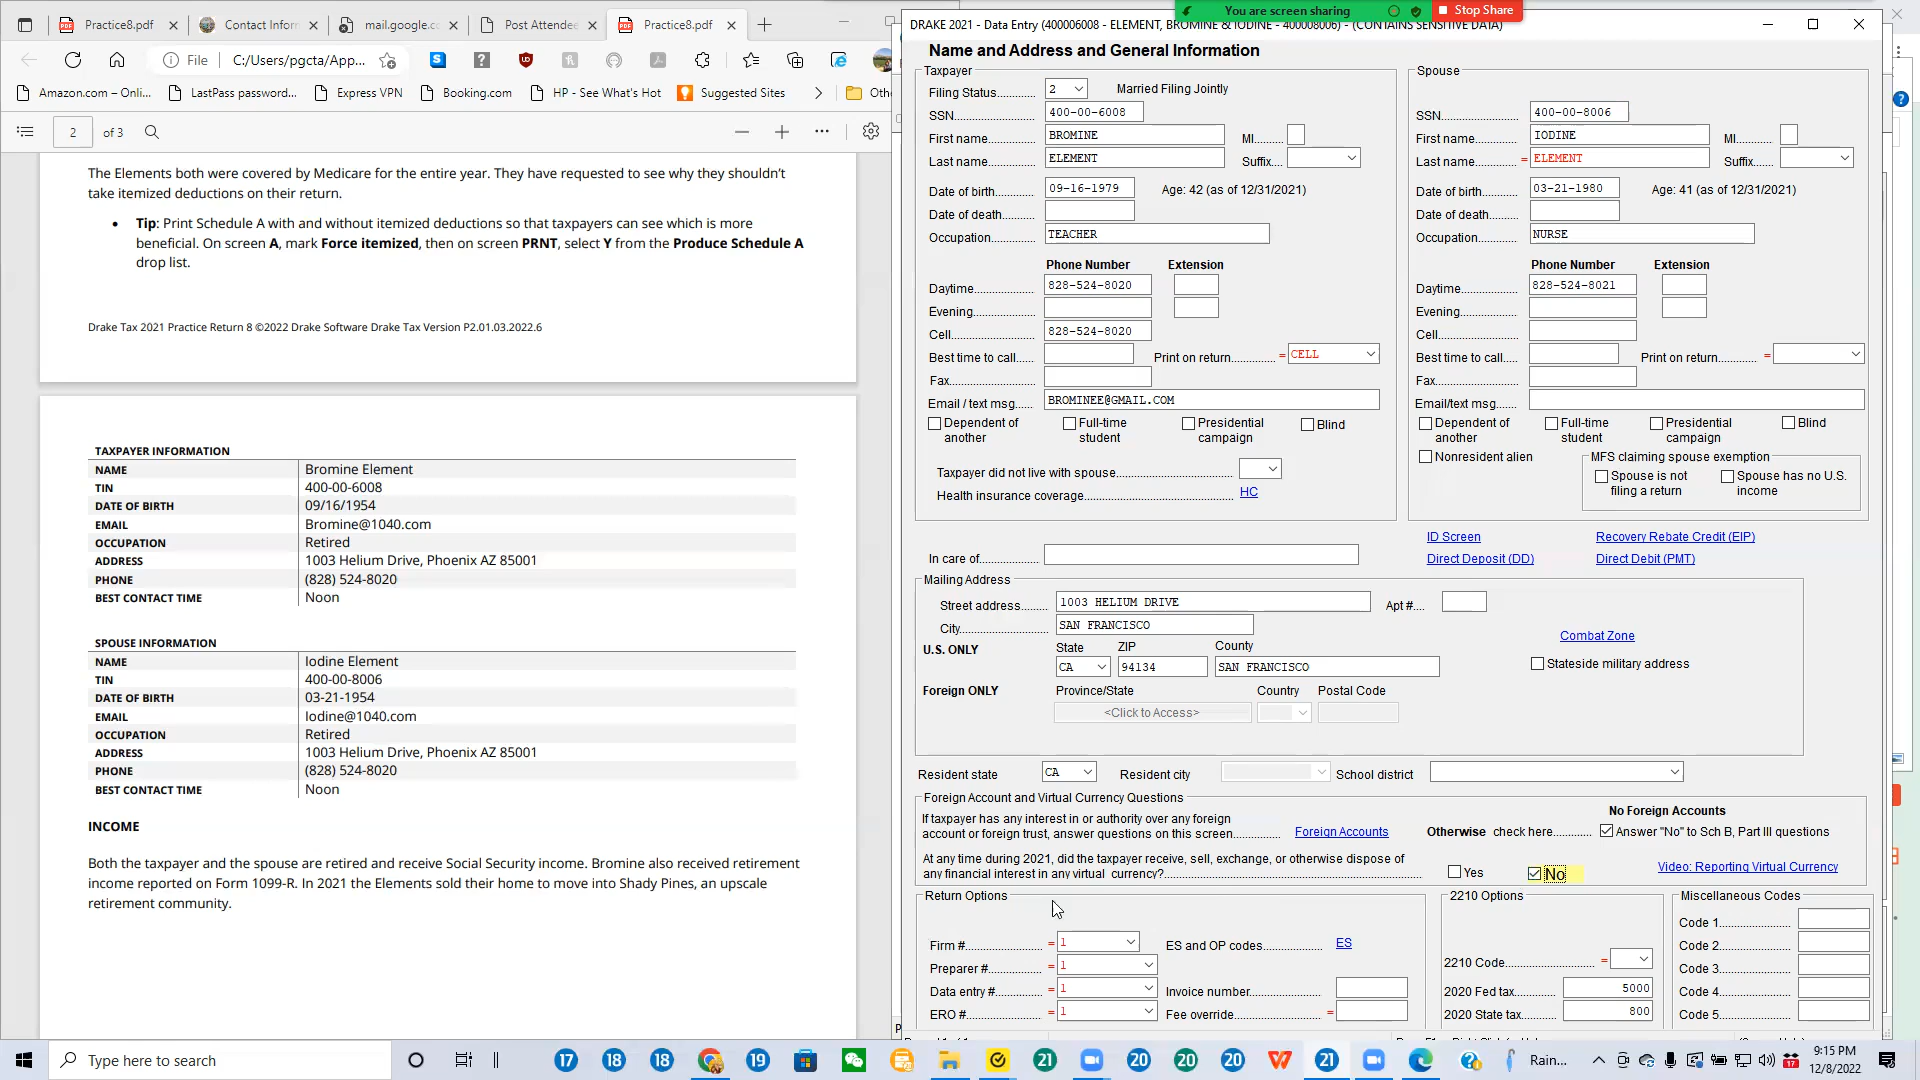 Practice8.pdf
Contact Infor
mail.google.c
Post Attendee
Practice8.pdf
You are screen sharing
Stop Share
File
C:/Users/pgcta/App...
Amazon.com – Onli...
LastPass password...
Express VPN
Booking.com
HP - See What's Hot
Suggested Sites
Oth
2 of 3
The Elements both were covered by Medicare for the entire year. They have requested to see why they shouldn't
take itemized deductions on their return.
• Tip: Print Schedule A with and without itemized deductions so that taxpayers can see which is more
beneficial. On screen A, mark Force itemized, then on screen PRNT, select Y from the Produce Schedule A
drop list.
Drake Tax 2021 Practice Return 8 ©2022 Drake Software Drake Tax Version P2.01.03.2022.6
TAXPAYER INFORMATION
NAME Bromine Element
TIN 400-00-6008
DATE OF BIRTH 09/16/1954
EMAIL Bromine@1040.com
OCCUPATION Retired
ADDRESS 1003 Helium Drive, Phoenix AZ 85001
PHONE (828) 524-8020
BEST CONTACT TIME Noon
SPOUSE INFORMATION
NAME Iodine Element
TIN 400-00-8006
DATE OF BIRTH 03-21-1954
EMAIL Iodine@1040.com
OCCUPATION Retired
ADDRESS 1003 Helium Drive, Phoenix AZ 85001
PHONE (828) 524-8020
BEST CONTACT TIME Noon
INCOME
Both the taxpayer and the spouse are retired and receive Social Security income. Bromine also received retirement
income reported on Form 1099-R. In 2021 the Elements sold their home to move into Shady Pines, an upscale
retirement community.
DRAKE 2021 - Data Entry (400006008 - ELEMENT, BROMINE & IODINE - 400008006) - (CONTAINS SENSITIVE DATA)
Name and Address and General Information
Taxpayer
Filing Status............ 2 Married Filing Jointly
SSN.................... 400-00-6008
First name............... BROMINE MI..........
Last name............... ELEMENT Suffix.......
Date of birth............. 09-16-1979 Age: 42 (as of 12/31/2021)
Date of death...........
Occupation.............. TEACHER
Phone Number Extension
Daytime.................. 828-524-8020
Evening..................
Cell........................ 828-524-8020
Best time to call...... Print on return............ = CELL
Fax........................
Email / text msg...... BROMINEE@GMAIL.COM
Dependent of another
Full-time student
Presidential campaign
Blind
Taxpayer did not live with spouse
Health insurance coverage HC
Spouse
SSN.................... 400-00-8006
First name............... IODINE MI..........
Last name............... = ELEMENT Suffix.......
Date of birth............. 03-21-1980 Age: 41 (as of 12/31/2021)
Date of death...........
Occupation.............. NURSE
Phone Number Extension
Daytime.................. 828-524-8021
Evening..................
Cell........................
Best time to call...... Print on return............ =
Fax........................
Email/text msg.......
Dependent of another
Full-time student
Presidential campaign
Blind
Nonresident alien
MFS claiming spouse exemption
Spouse is not filing a return
Spouse has no U.S. income
In care of....................
ID Screen
Recovery Rebate Credit (EIP)
Direct Deposit (DD)
Direct Debit (PMT)
Mailing Address
Street address......... 1003 HELIUM DRIVE Apt #....
City............................ SAN FRANCISCO
U.S. ONLY
State ZIP County
CA 94134 SAN FRANCISCO
Combat Zone
Stateside military address
Foreign ONLY
Province/State Country Postal Code
<Click to Access>
Resident state CA Resident city School district
Foreign Account and Virtual Currency Questions
If taxpayer has any interest in or authority over any foreign
account or foreign trust, answer questions on this screen............. Foreign Accounts
No Foreign Accounts
Otherwise check here............. Answer "No" to Sch B, Part III questions
At any time during 2021, did the taxpayer receive, sell, exchange, or otherwise dispose of
any financial interest in any virtual currency? Yes No
Video: Reporting Virtual Currency
Return Options
Firm #....................... = 1 ES and OP codes...................... ES
Preparer #................ = 1
Data entry #.............. = 1 Invoice number
ERO #...................... = 1 Fee override =
2210 Options
2210 Code =
2020 Fed tax............... 5000
2020 State tax............ 800
Miscellaneous Codes
Code 1
Code 2
Code 3
Code 4
Code 5
Type here to search
17
18
18
19
21
20
20
20
21
Rain...
9:15 PM
12/8/2022